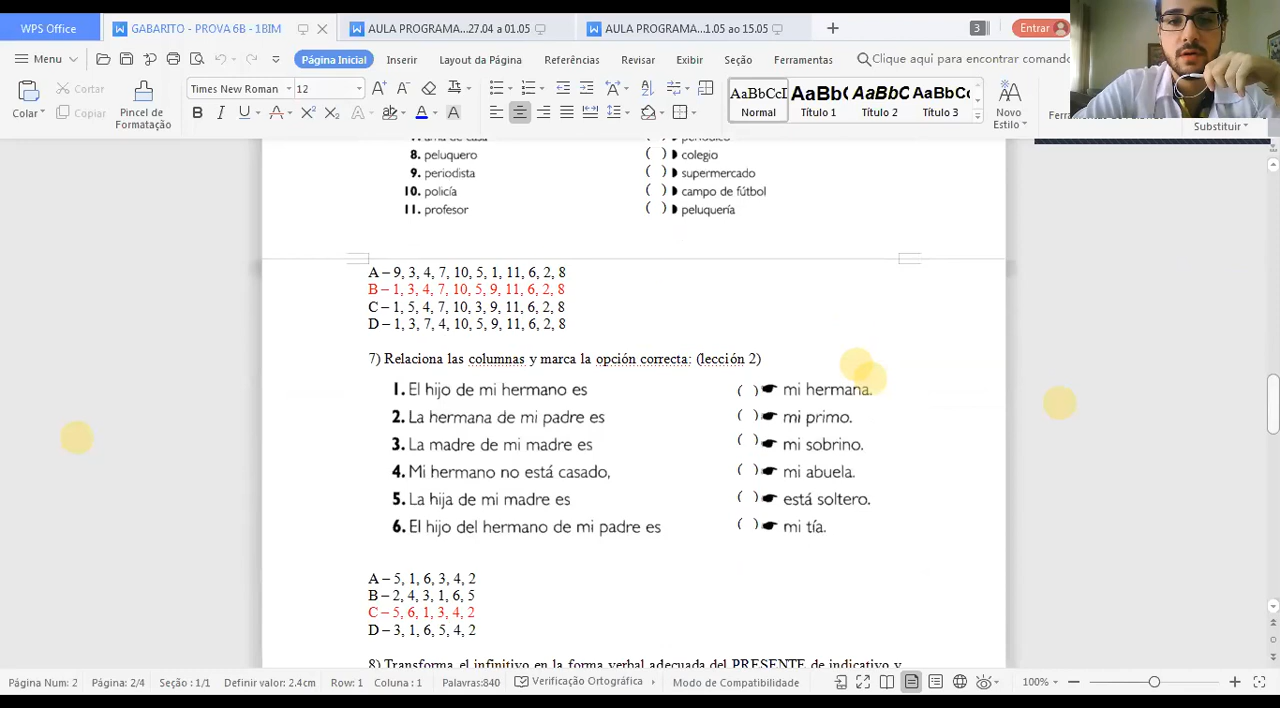 WPS Office
GABARITO - PROVA 6B - 1BIM
AULA PROGRAMA...27.04 a 01.05
AULA PROGRAMA...1.05 ao 15.05
3
Entrar
Menu
Página Inicial
Inserir
Layout da Página
Referências
Revisar
Exibir
Seção
Ferramentas
Clique aqui para encontrar comando
Colar
Cortar
Copiar
Pincel de Formatação
Times New Roman
12
AaBbCcI
Normal
AaBb(
Título 1
AaBbCc
Título 2
AaBbC
Título 3
Novo Estilo
Substituir
8. peluquero ( ) colegio
9. periodista ( ) supermercado
10. policía ( ) campo de fútbol
11. profesor ( ) peluquería
A – 9, 3, 4, 7, 10, 5, 1, 11, 6, 2, 8
B – 1, 3, 4, 7, 10, 5, 9, 11, 6, 2, 8
C – 1, 5, 4, 7, 10, 3, 9, 11, 6, 2, 8
D – 1, 3, 7, 4, 10, 5, 9, 11, 6, 2, 8
7) Relaciona las columnas y marca la opción correcta: (lección 2)
1. El hijo de mi hermano es ( ) mi hermana.
2. La hermana de mi padre es ( ) mi primo.
3. La madre de mi madre es ( ) mi sobrino.
4. Mi hermano no está casado, ( ) mi abuela.
5. La hija de mi madre es ( ) está soltero.
6. El hijo del hermano de mi padre es ( ) mi tía.
A – 5, 1, 6, 3, 4, 2
B – 2, 4, 3, 1, 6, 5
C – 5, 6, 1, 3, 4, 2
D – 3, 1, 6, 5, 4, 2
8) Transforma el infinitivo en la forma verbal adecuada del PRESENTE de indicativo y
Página Num: 2
Página: 2/4
Seção : 1/1
Definir valor: 2.4cm
Row: 1
Coluna : 1
Palavras:840
Verificação Ortográfica
Modo de Compatibilidade
100%